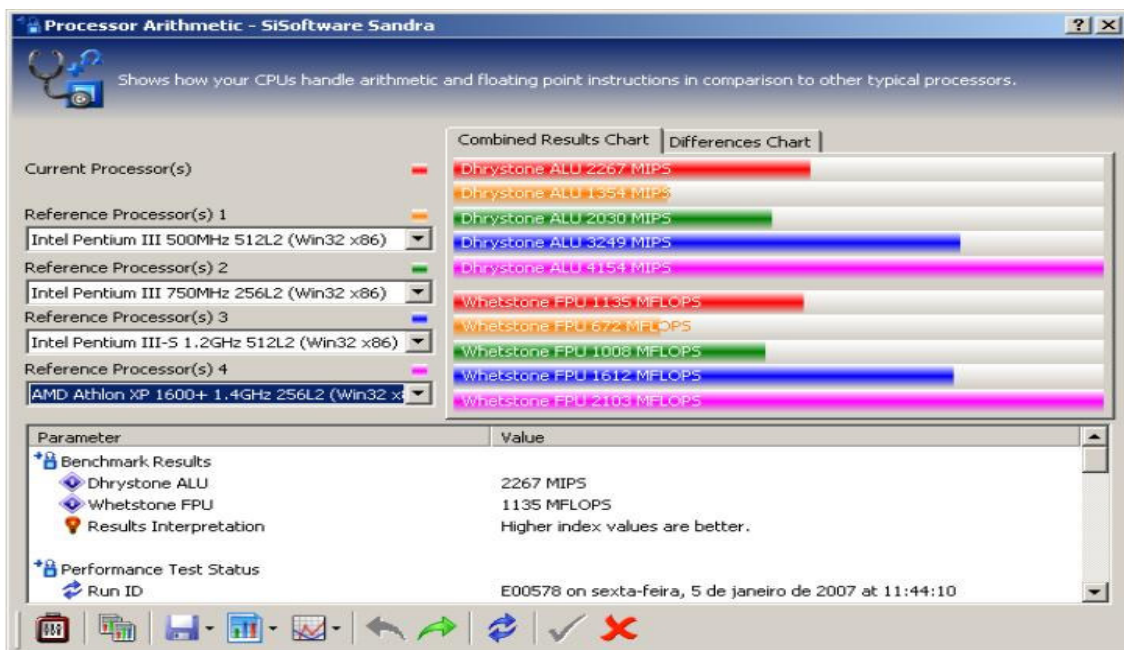 Processor Arithmetic - SiSoftware Sandra
Shows how your CPUs handle arithmetic and floating point instructions in comparison to other typical processors.
Combined Results Chart
Differences Chart
Current Processor(s)
Reference Processor(s) 1
Intel Pentium III 500MHz 512L2 (Win32 x86)
Reference Processor(s) 2
Intel Pentium III 750MHz 256L2 (Win32 x86)
Reference Processor(s) 3
Intel Pentium III-S 1.2GHz 512L2 (Win32 x86)
Reference Processor(s) 4
AMD Athlon XP 1600+ 1.4GHz 256L2 (Win32 x
Dhrystone ALU 2267 MIPS
Dhrystone ALU 1354 MIPS
Dhrystone ALU 2030 MIPS
Dhrystone ALU 3249 MIPS
Dhrystone ALU 4154 MIPS
Whetstone FPU 1135 MFLOPS
Whetstone FPU 672 MFLOPS
Whetstone FPU 1008 MFLOPS
Whetstone FPU 1612 MFLOPS
Whetstone FPU 2103 MFLOPS
Parameter Value
Benchmark Results
Dhrystone ALU 2267 MIPS
Whetstone FPU 1135 MFLOPS
Results Interpretation Higher index values are better.
Performance Test Status
Run ID E00578 on sexta-feira, 5 de janeiro de 2007 at 11:44:10